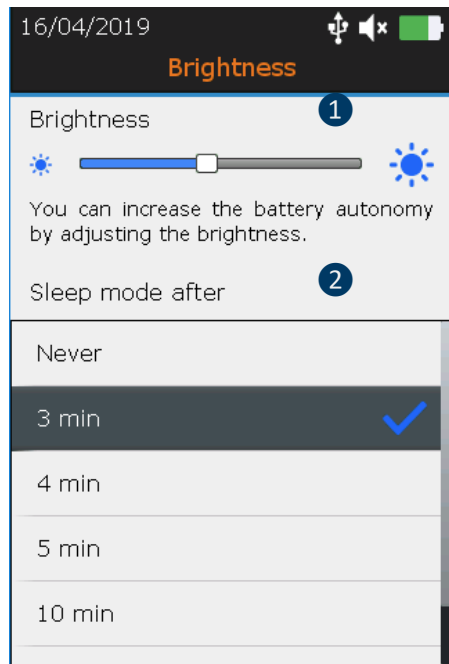 16/04/2019
Brightness
Brightness
1
You can increase the battery autonomy
by adjusting the brightness.
Sleep mode after
2
Never
3 min
4 min
5 min
10 min